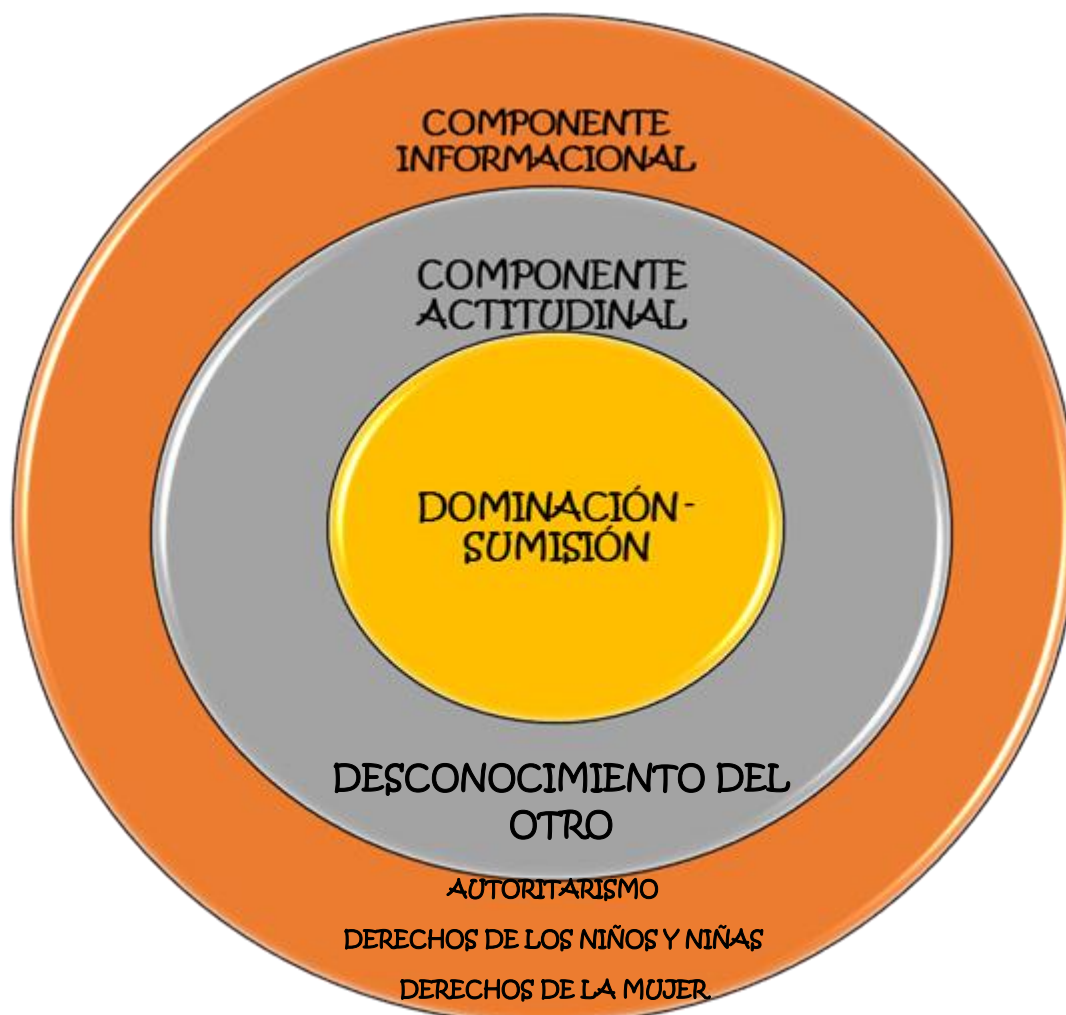 COMPONENTE
INFORMACIONAL
COMPONENTE
ACTITUDINAL
DOMINACIÓN-
SUMISIÓN
DESCONOCIMIENTO DEL
OTRO
AUTORITARISMO
DERECHOS DE LOS NIÑOS Y NIÑAS
DERECHOS DE LA MUJER.